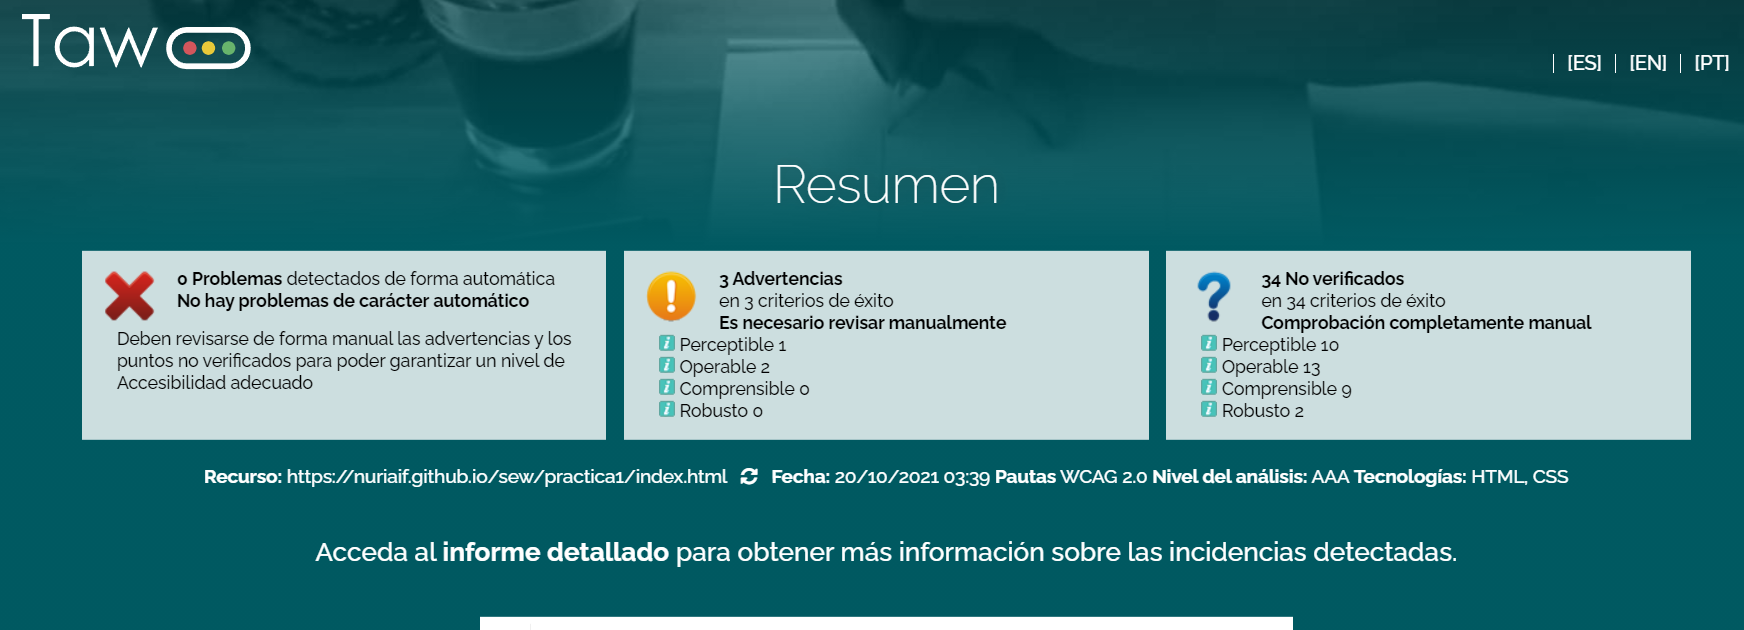 Taw
[ES] [EN] [PT]
Resumen
0 Problemas detectados de forma automática
No hay problemas de carácter automático
Deben revisarse de forma manual las advertencias y los
puntos no verificados para poder garantizar un nivel de
Accesibilidad adecuado
3 Advertencias
en 3 criterios de éxito
Es necesario revisar manualmente
Perceptible 1
Operable 2
Comprensible 0
Robusto 0
34 No verificados
en 34 criterios de éxito
Comprobación completamente manual
Perceptible 10
Operable 13
Comprensible 9
Robusto 2
Recurso: https://nuriaif.github.io/sew/practica1/index.html Fecha: 20/10/2021 03:39 Pautas WCAG 2.0 Nivel del análisis: AAA Tecnologías: HTML, CSS
Acceda al informe detallado para obtener más información sobre las incidencias detectadas.